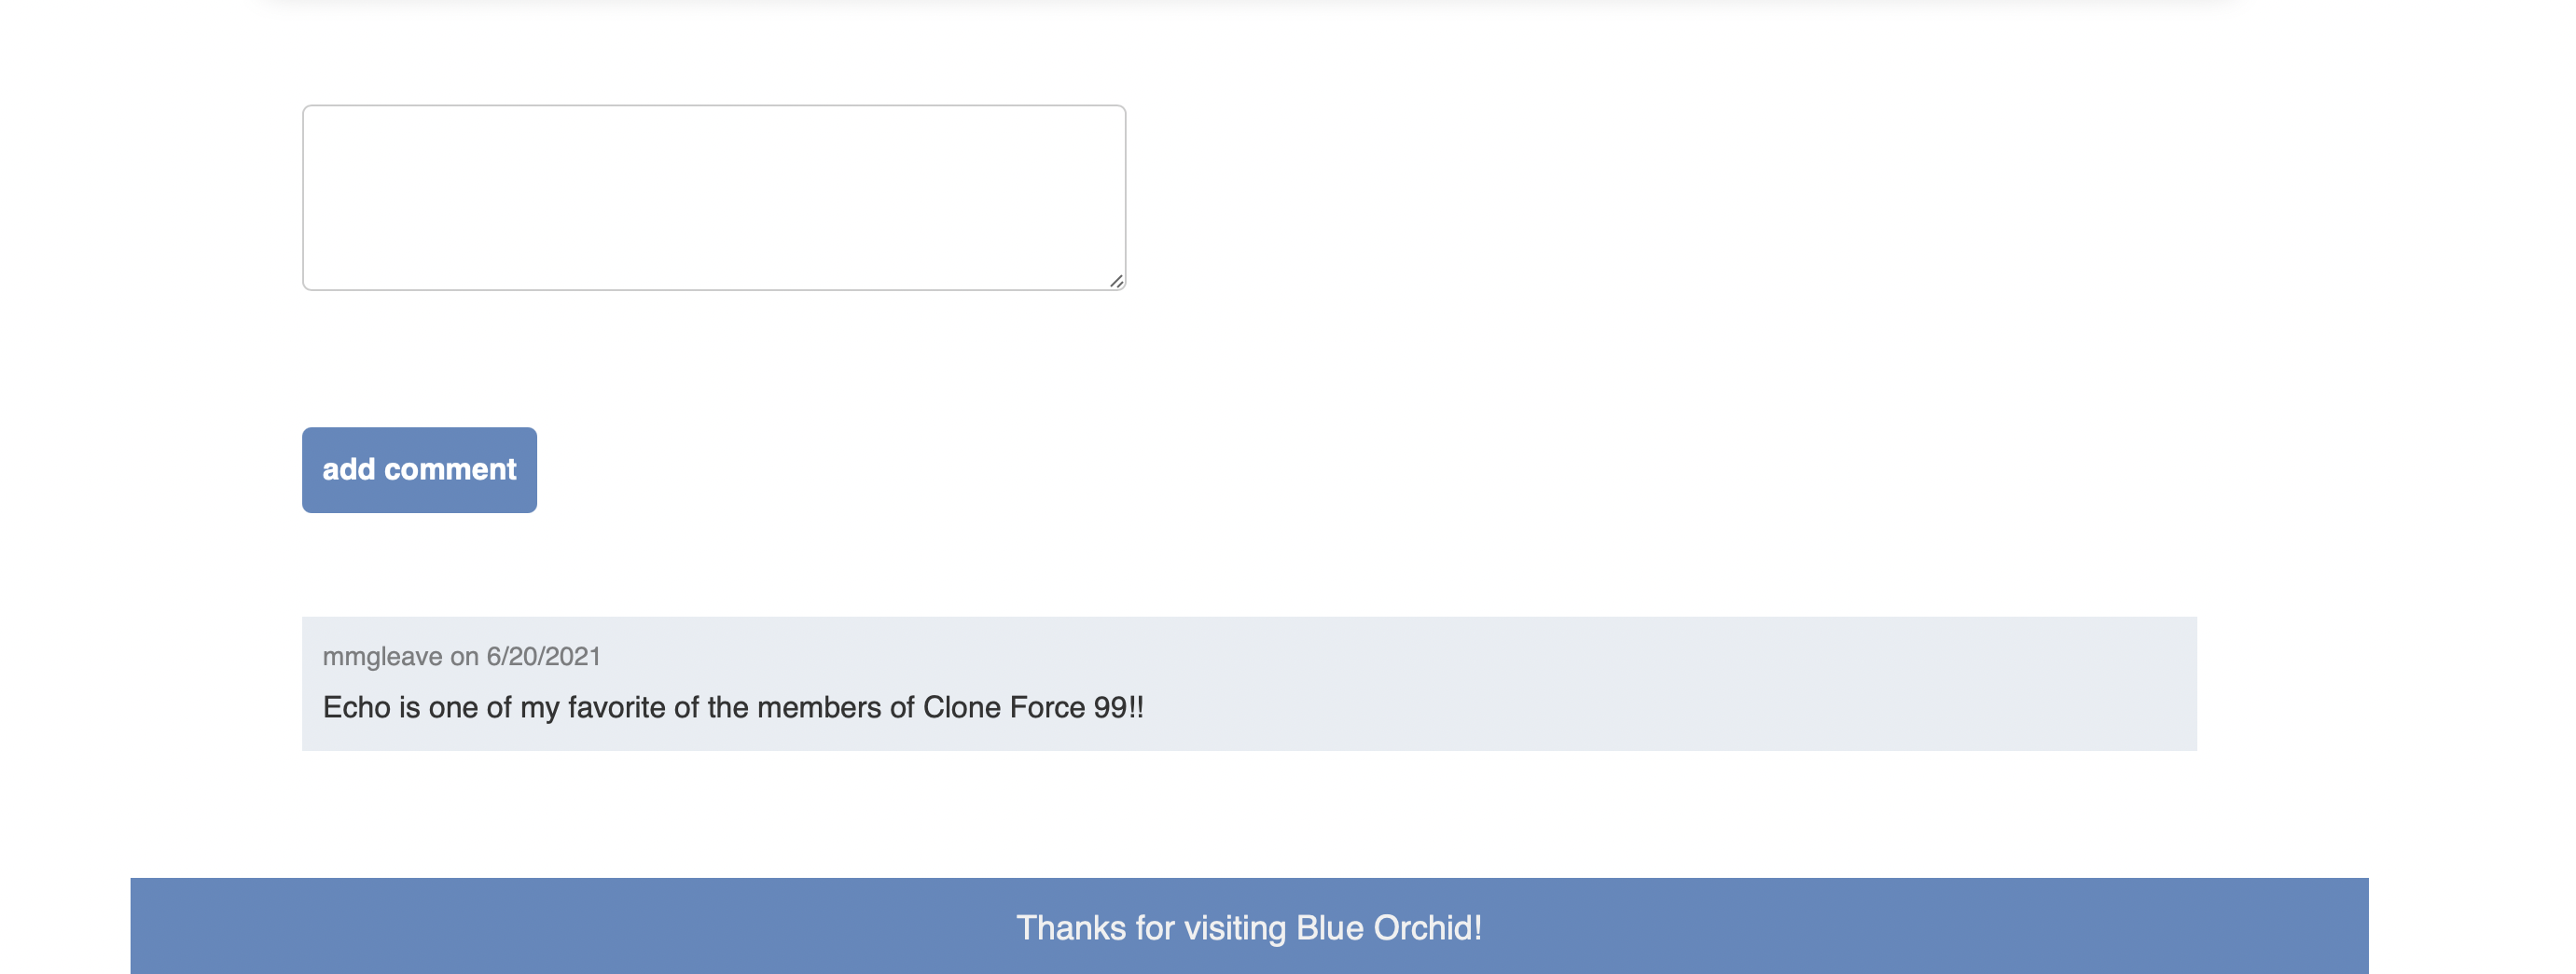 add comment
mmgleave on 6/20/2021
Echo is one of my favorite of the members of Clone Force 99!!
Thanks for visiting Blue Orchid!